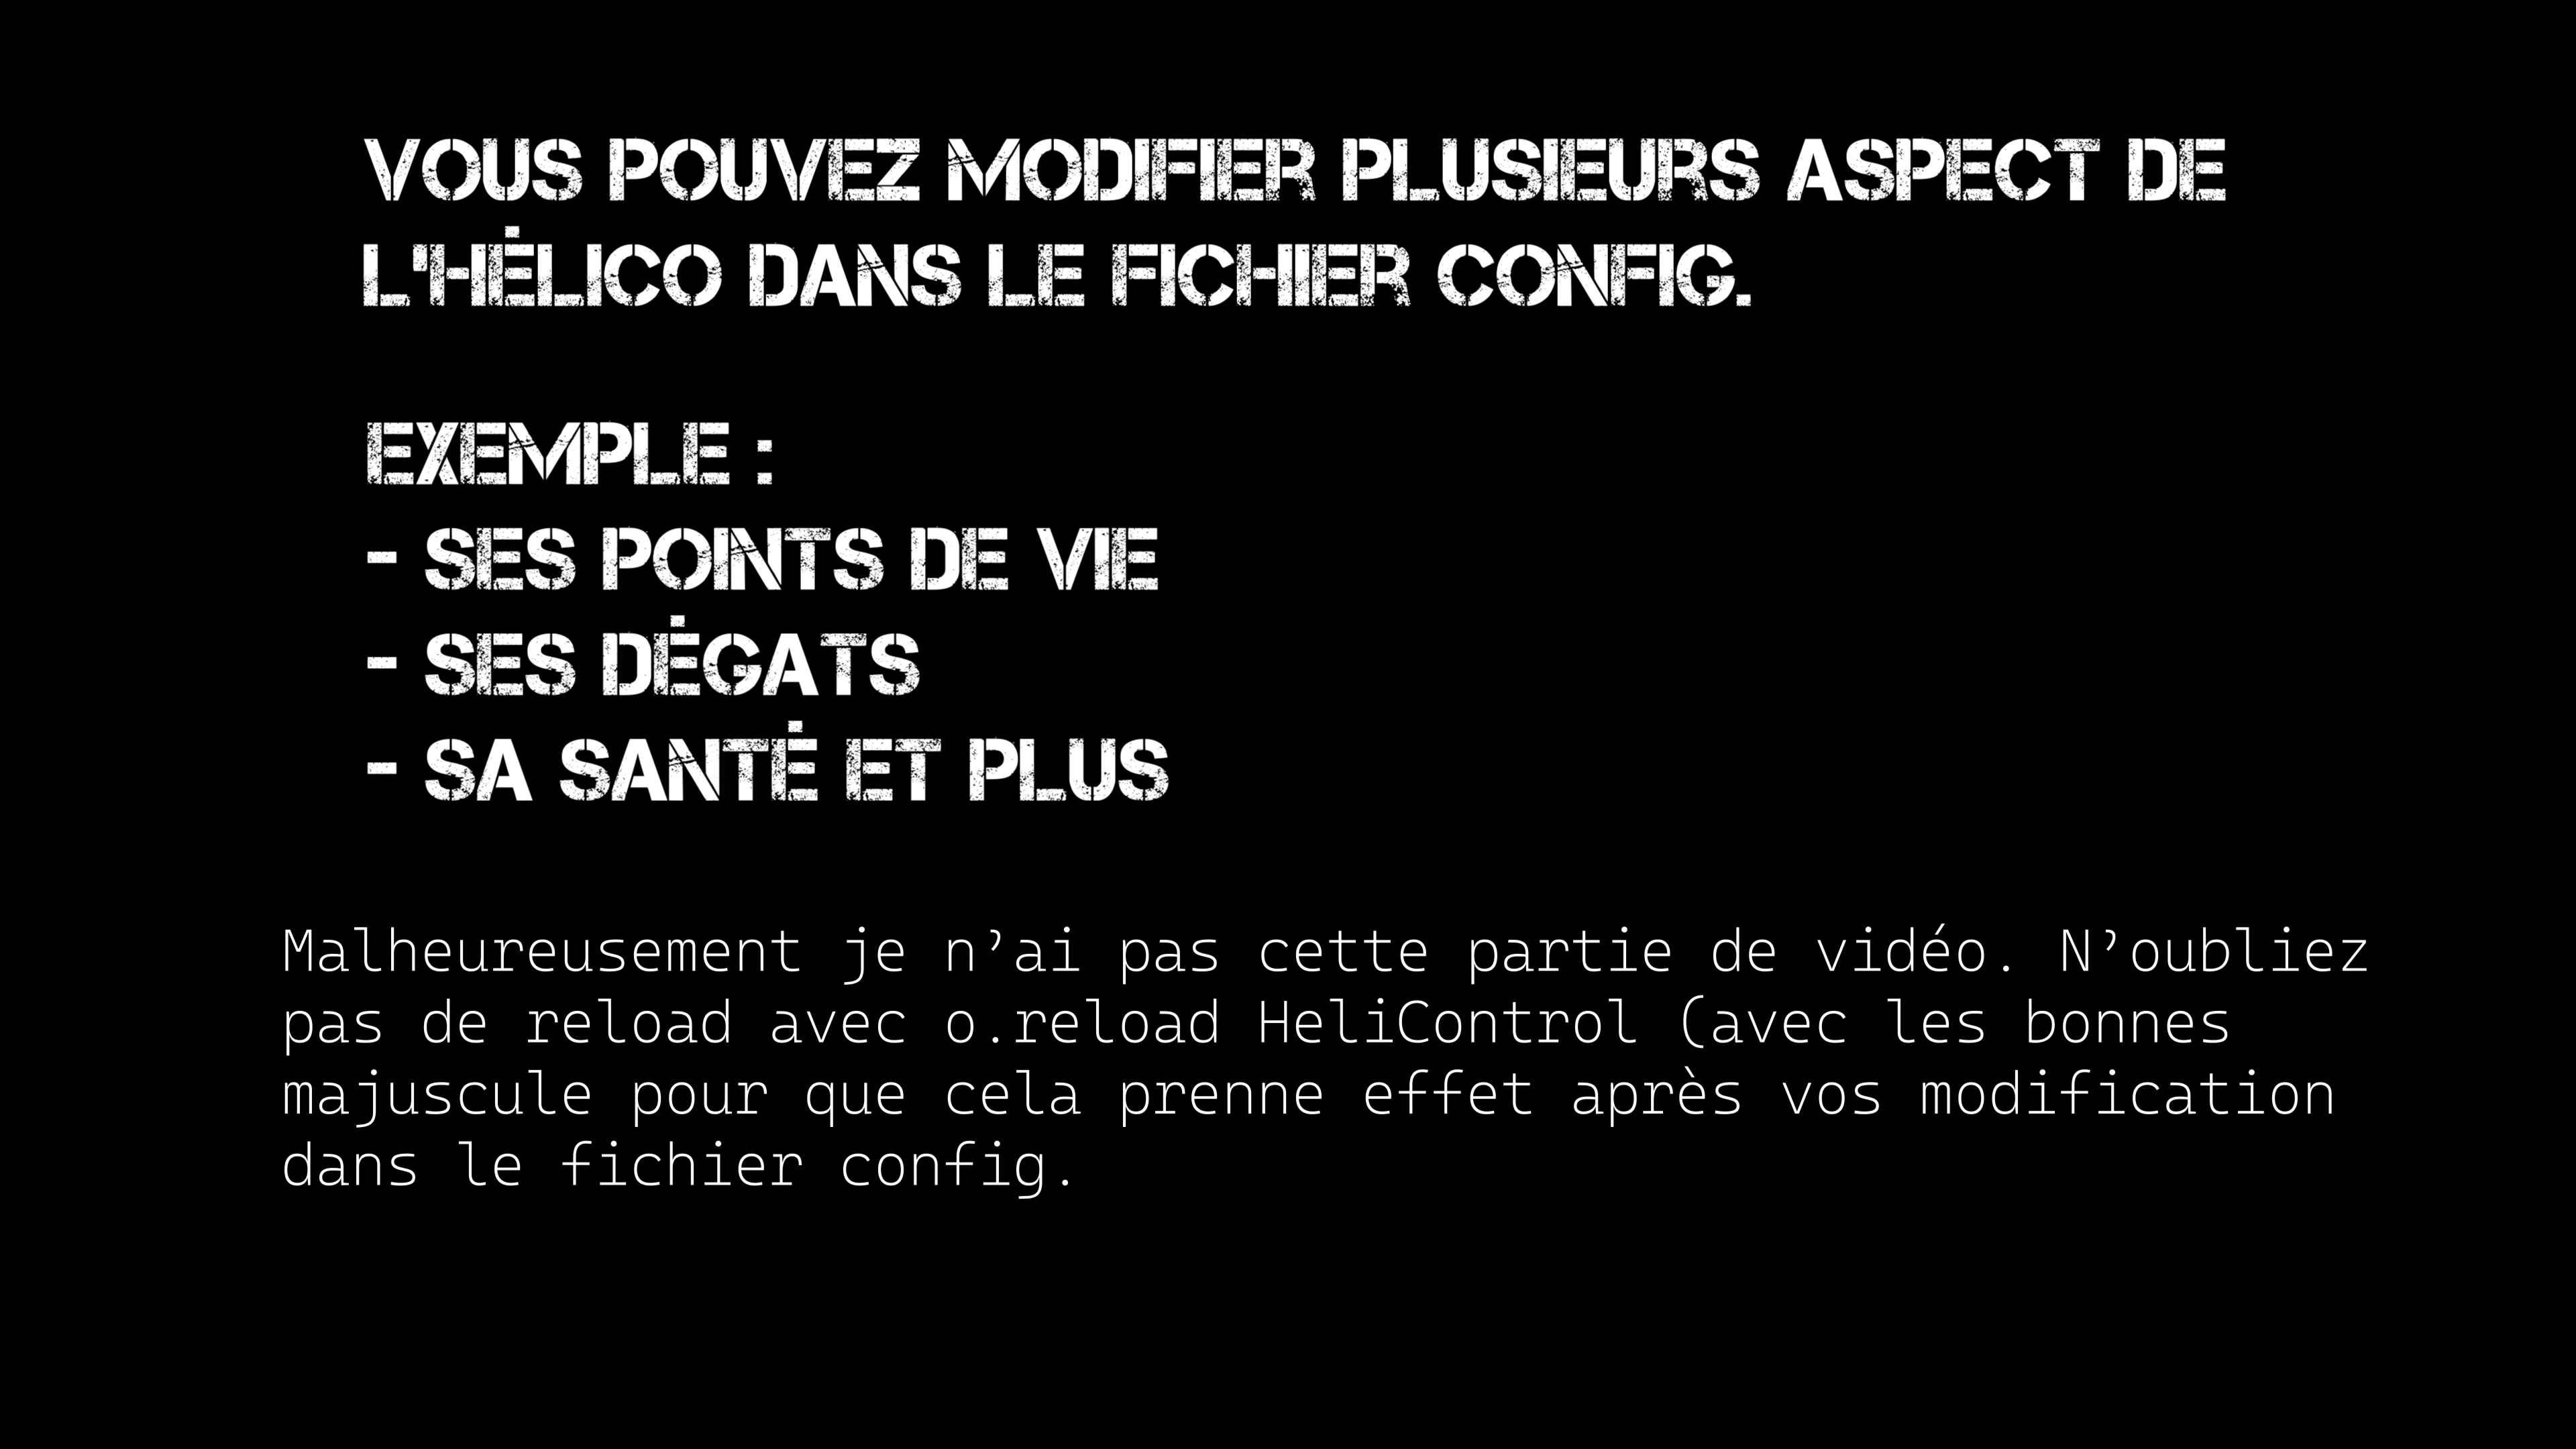 VOUS POUVEZ MODIFIER PLUSIEURS ASPECT DE
L'HÉLICO DANS LE FICHIER CONFIG.
EXEMPLE :
- SES POINTS DE VIE
- SES DÉGATS
- SA SANTÉ ET PLUS
Malheureusement je n’ai pas cette partie de vidéo. N’oubliez
pas de reload avec o.reload HeliControl (avec les bonnes
majuscule pour que cela prenne effet après vos modification
dans le fichier config.